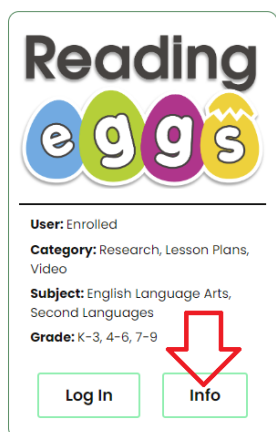 Reading
eggs
User: Enrolled
Category: Research, Lesson Plans,
Video
Subject: English Language Arts,
Second Languages
Grade: K-3, 4-6, 7-9
Log In Info